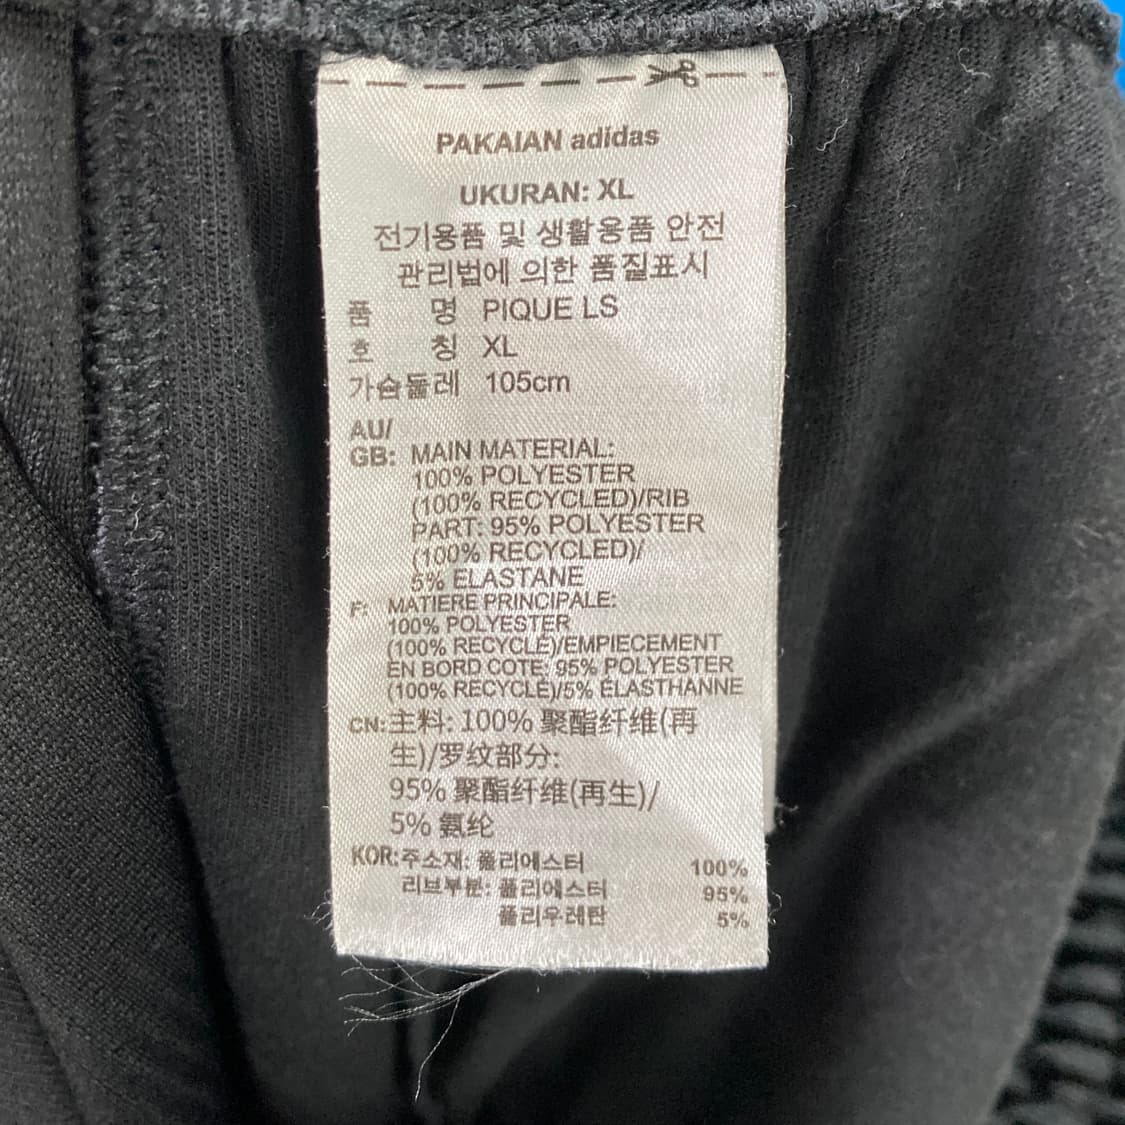 PAKAIAN adidas
UKURAN: XL
전기용품 및 생활용품 안전
관리법에 의한 품질표시
품 명 PIQUE LS
호 칭 XL
가슴둘레 105cm
AU/
GB: MAIN MATERIAL:
100% POLYESTER
(100% RECYCLED)/RIB
PART: 95% POLYESTER
(100% RECYCLED)/
5% ELASTANE
F: MATIERE PRINCIPALE:
100% POLYESTER
(100% RECYCLÉ)/EMPIECEMENT
EN BORD COTE: 95% POLYESTER
(100% RECYCLÉ)/5% ÉLASTHANNE
CN: 主料: 100% 聚酯纤维(再
生)/罗纹部分:
95% 聚酯纤维(再生)/
5% 氨纶
KOR: 주소재: 폴리에스터 100%
리브부분: 폴리에스터 95%
폴리우레탄 5%